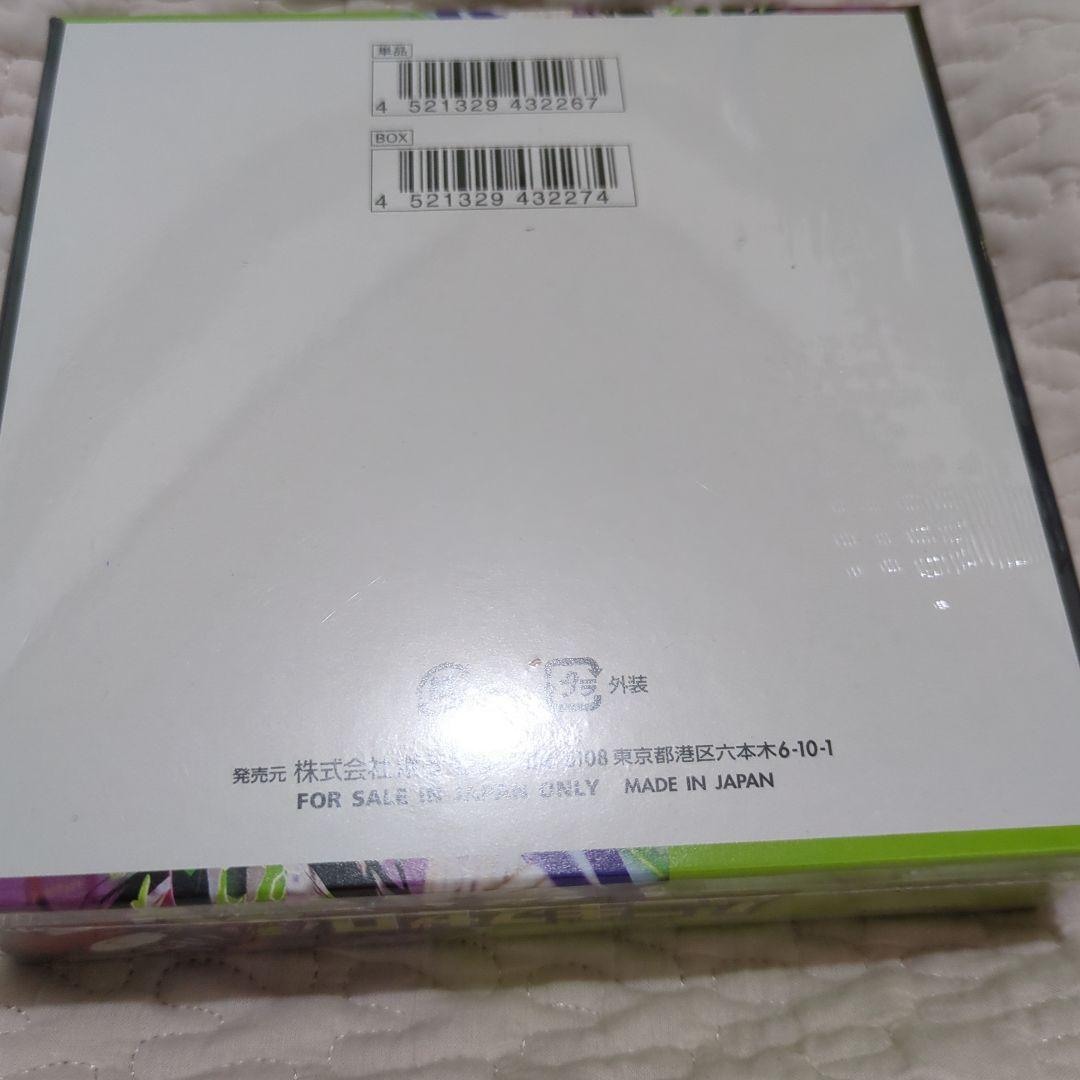 単品
4 521329 432267
BOX
4 521329 432274
外装
発売元 株式会社 108 東京都港区六本木6-10-1
FOR SALE IN JAPAN ONLY MADE IN JAPAN